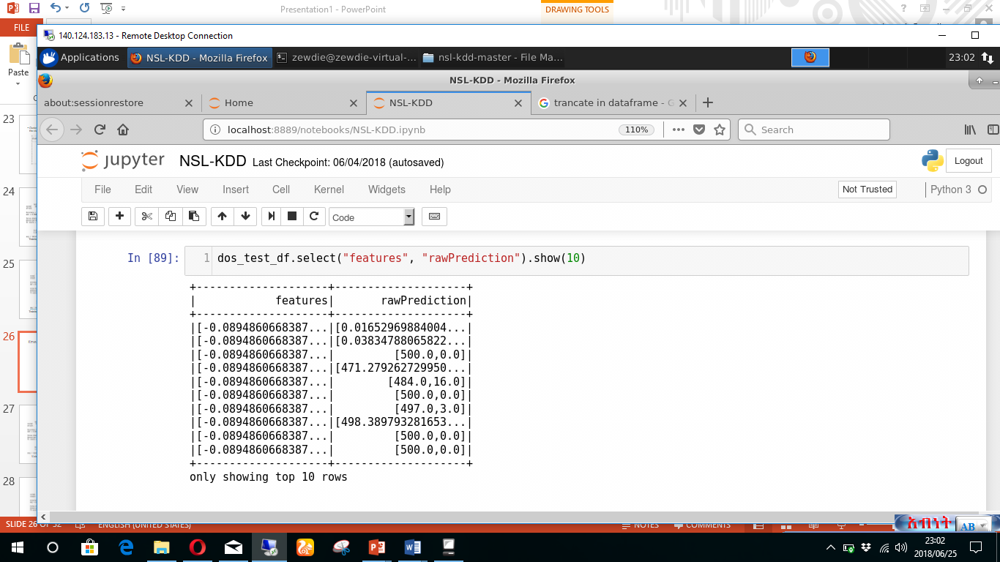 Presentation1 - PowerPoint
DRAWING TOOLS
FILE
140.124.183.13 - Remote Desktop Connection
Paste
Applications
NSL-KDD - Mozilla Firefox
zewdie@zewdie-virtual-...
nsl-kdd-master - File Ma...
23:02
NSL-KDD - Mozilla Firefox
about:sessionrestore
Home
NSL-KDD
trancate in dataframe - G
localhost:8889/notebooks/NSL-KDD.ipynb
110%
Search
jupyter NSL-KDD Last Checkpoint: 06/04/2018 (autosaved)
Logout
File Edit View Insert Cell Kernel Widgets Help
Not Trusted
Python 3
Code
In [89]: 1 dos_test_df.select("features", "rawPrediction").show(10)
+--------------------+--------------------+
|            features|       rawPrediction|
+--------------------+--------------------+
|[-0.0894860668387...|[0.01652969884004...|
|[-0.0894860668387...|[0.03834788065822...|
|[-0.0894860668387...|         [500.0,0.0]|
|[-0.0894860668387...|[471.279262729950...|
|[-0.0894860668387...|        [484.0,16.0]|
|[-0.0894860668387...|         [500.0,0.0]|
|[-0.0894860668387...|         [497.0,3.0]|
|[-0.0894860668387...|[498.389793281653...|
|[-0.0894860668387...|         [500.0,0.0]|
|[-0.0894860668387...|         [500.0,0.0]|
+--------------------+--------------------+
only showing top 10 rows
23
24
25
26
27
28
SLIDE 26 OF 52
ENGLISH (UNITED STATES)
NOTES
COMMENTS
አብነት
AB
23:02
2018/06/25